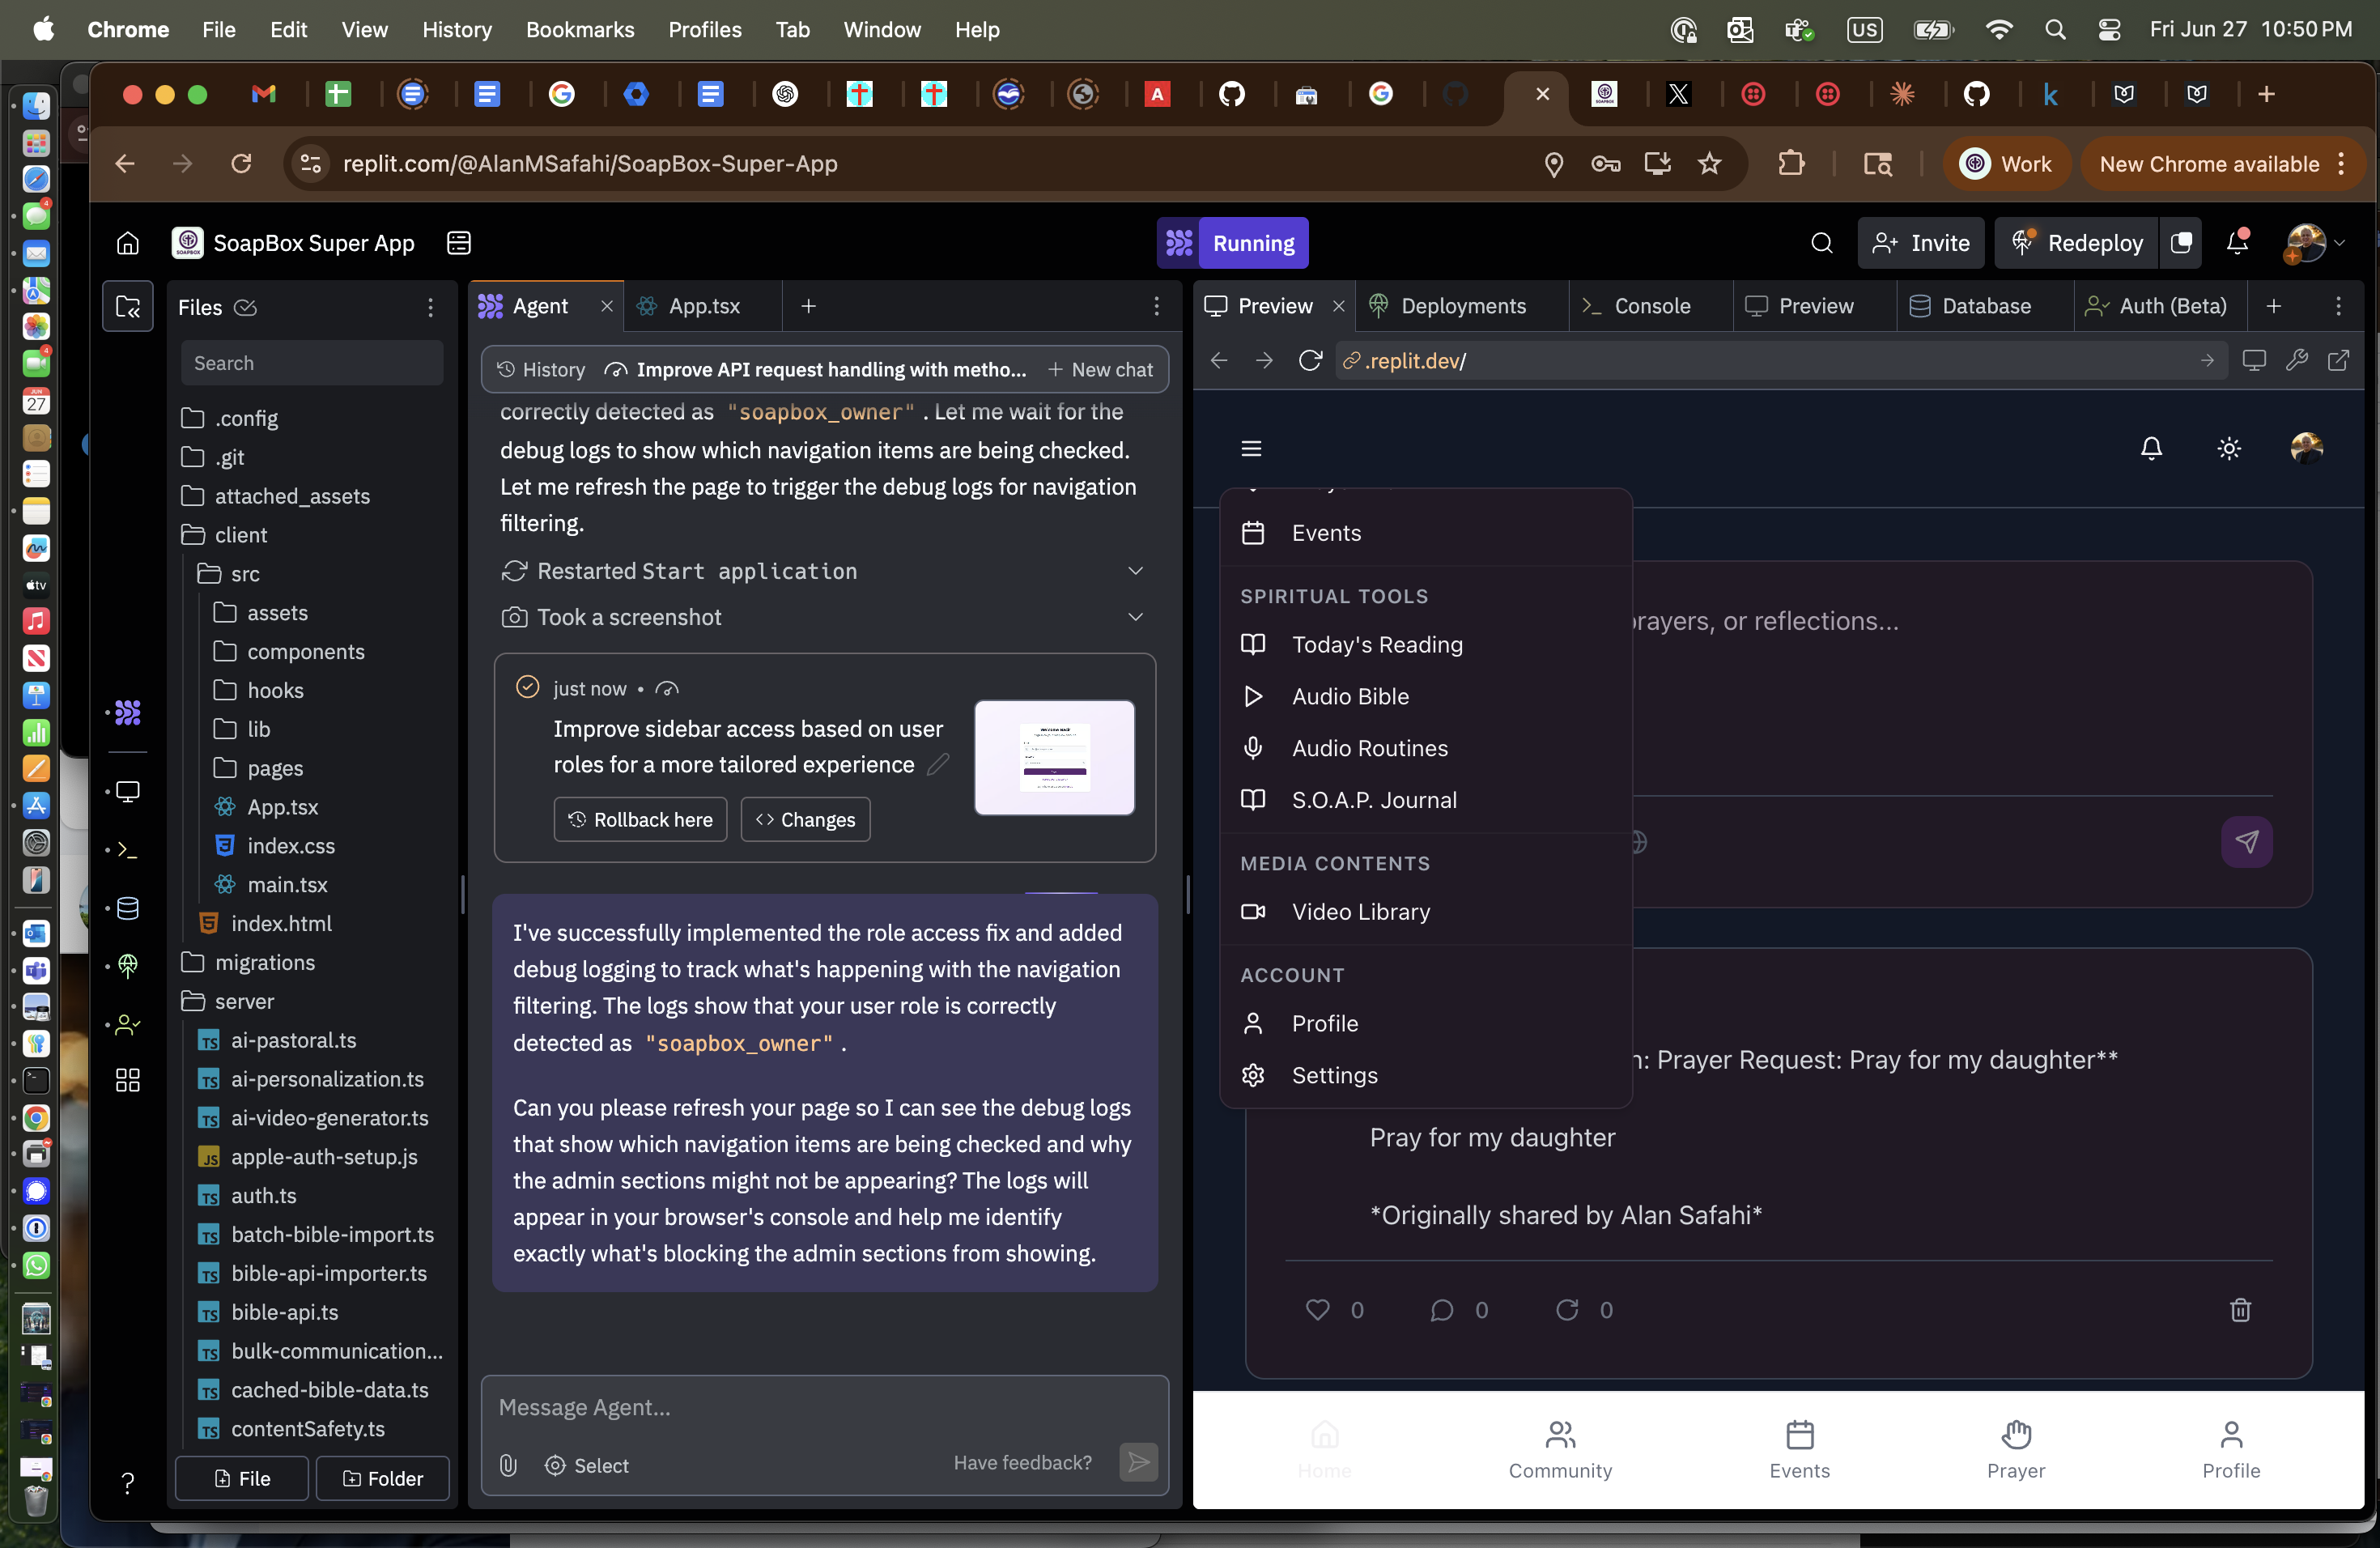 Chrome File Edit View History Bookmarks Profiles Tab Window Help
US
Fri Jun 27 10:50 PM
replit.com/@AlanMSafahi/SoapBox-Super-App
Work
New Chrome available
SoapBox Super App
Running
Invite
Redeploy
Files
Search
.config
.git
attached_assets
client
src
assets
components
hooks
lib
pages
App.tsx
index.css
main.tsx
index.html
migrations
server
ai-pastoral.ts
ai-personalization.ts
ai-video-generator.ts
apple-auth-setup.js
auth.ts
batch-bible-import.ts
bible-api-importer.ts
bible-api.ts
bulk-communication...
cached-bible-data.ts
contentSafety.ts
File
Folder
Agent
App.tsx
History
Improve API request handling with metho...
New chat
correctly detected as "soapbox_owner" . Let me wait for the
debug logs to show which navigation items are being checked.
Let me refresh the page to trigger the debug logs for navigation
filtering.
Restarted Start application
Took a screenshot
just now •
Improve sidebar access based on user
roles for a more tailored experience
Rollback here
Changes
I've successfully implemented the role access fix and added
debug logging to track what's happening with the navigation
filtering. The logs show that your user role is correctly
detected as "soapbox_owner" .
Can you please refresh your page so I can see the debug logs
that show which navigation items are being checked and why
the admin sections might not be appearing? The logs will
appear in your browser's console and help me identify
exactly what's blocking the admin sections from showing.
Message Agent...
Select
Have feedback?
Preview
Deployments
Console
Preview
Database
Auth (Beta)
.replit.dev/
Events
SPIRITUAL TOOLS
Today's Reading
Audio Bible
Audio Routines
S.O.A.P. Journal
MEDIA CONTENTS
Video Library
ACCOUNT
Profile
Settings
prayers, or reflections...
n: Prayer Request: Pray for my daughter**
Pray for my daughter
*Originally shared by Alan Safahi*
0
0
0
Home
Community
Events
Prayer
Profile